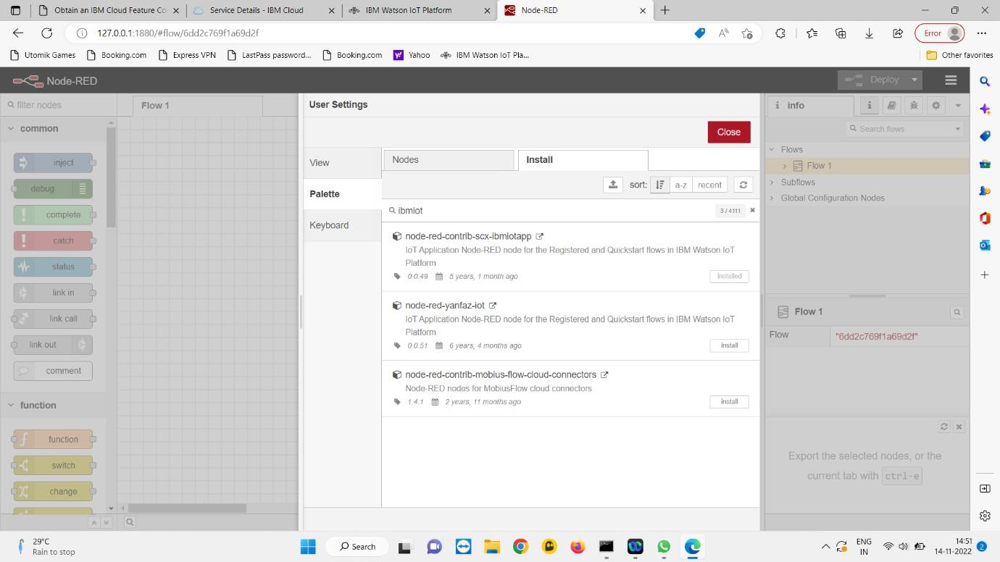 Obtain an IBM Cloud Feature Co
Service Details - IBM Cloud
IBM Watson IoT Platform
Node-RED
127.0.0.1:1880/#flow/6dd2c769f1a69d2f
Error
Utomik Games
Booking.com
Express VPN
LastPass password...
Booking.com
Yahoo
IBM Watson IoT Pla...
Other favorites
Node-RED
Deploy
filter nodes
common
inject
debug
complete
catch
status
link in
link call
link out
comment
function
function
switch
change
Flow 1
User Settings
Close
View
Palette
Keyboard
Nodes
Install
sort:
a-z
recent
ibmiot
3 / 4111
node-red-contrib-scx-ibmiotapp
IoT Application Node-RED node for the Registered and Quickstart flows in IBM Watson IoT
Platform
0.0.49
5 years, 1 month ago
installed
node-red-yanfaz-iot
IoT Application Node-RED node for the Registered and Quickstart flows in IBM Watson IoT
Platform
0.0.51
6 years, 4 months ago
install
node-red-contrib-mobius-flow-cloud-connectors
Node-RED nodes for MobiusFlow cloud connectors
1.4.1
2 years, 11 months ago
install
info
Search flows
Flows
Flow 1
Subflows
Global Configuration Nodes
Flow 1
Flow
"6dd2c769f1a69d2f"
Export the selected nodes, or the
current tab with ctrl-e
29°C
Rain to stop
Search
ENG
IN
14:51
14-11-2022
2